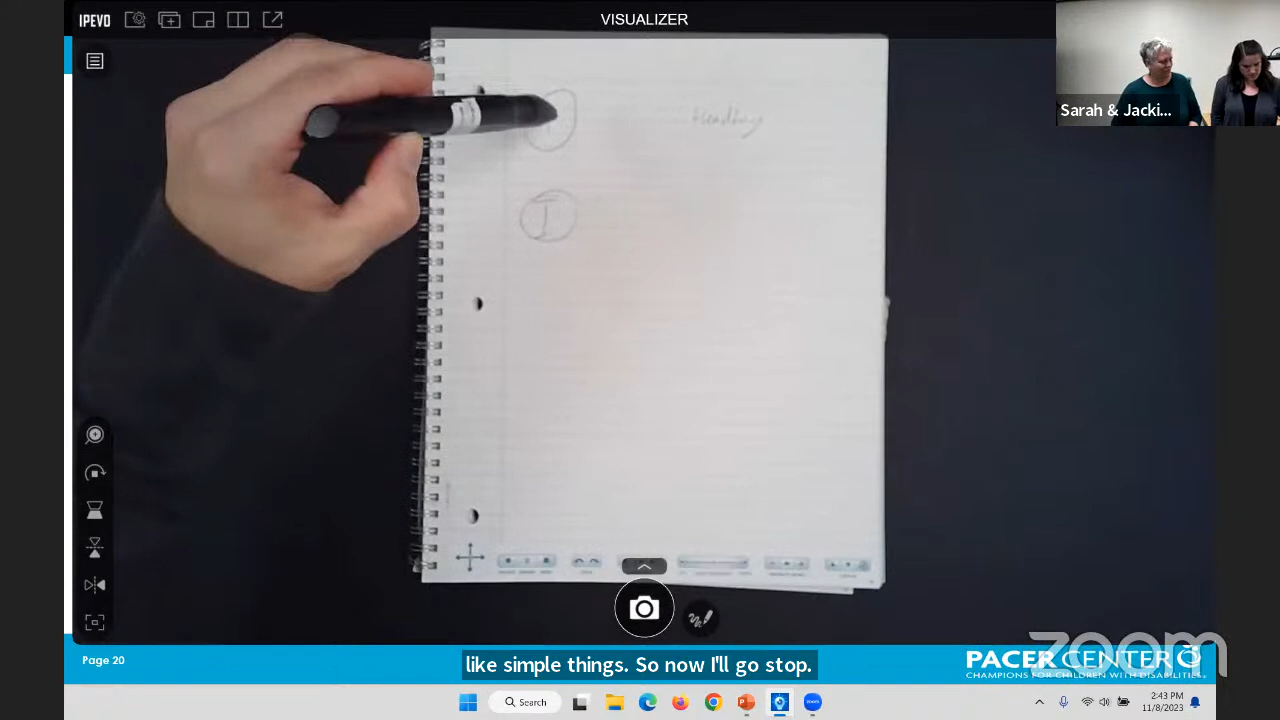 IPEVO
VISUALIZER
Sarah & Jacki...
Heading
I
like simple things. So now I'll go stop.
Page 20
zoom
PACER CENTER
CHAMPIONS FOR CHILDREN WITH DISABILITIES
Search
2:43 PM
11/8/2023